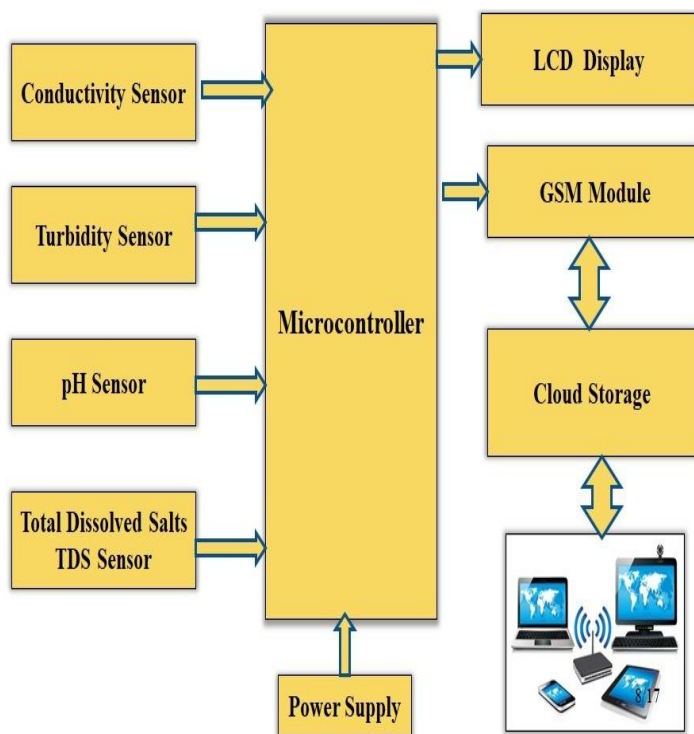 Conductivity Sensor
Turbidity Sensor
pH Sensor
Total Dissolved Salts
TDS Sensor
Microcontroller
Power Supply
LCD Display
GSM Module
Cloud Storage
8/17